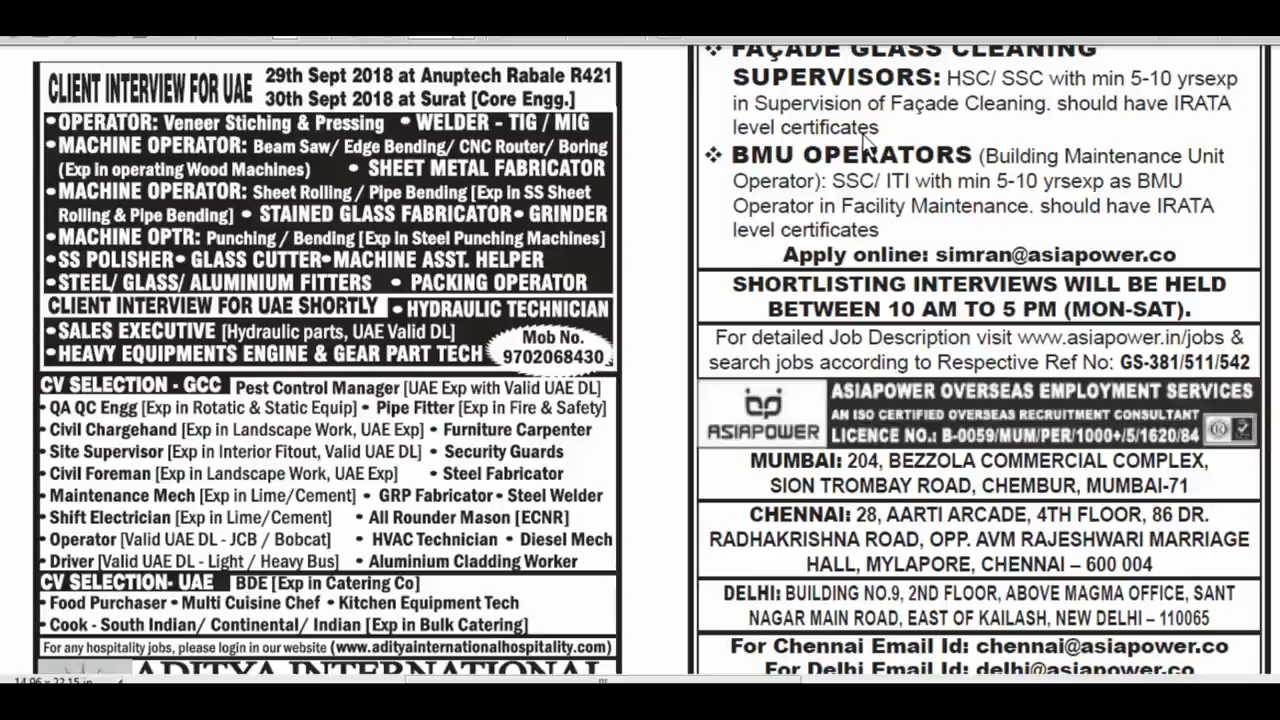 CLIENT INTERVIEW FOR UAE
29th Sept 2018 at Anuptech Rabale R421
30th Sept 2018 at Surat [Core Engg.]
• OPERATOR: Veneer Stiching & Pressing • WELDER - TIG / MIG
• MACHINE OPERATOR: Beam Saw/ Edge Bending/ CNC Router/ Boring
(Exp in operating Wood Machines) • SHEET METAL FABRICATOR
• MACHINE OPERATOR: Sheet Rolling / Pipe Bending [Exp in SS Sheet
Rolling & Pipe Bending] • STAINED GLASS FABRICATOR • GRINDER
• MACHINE OPTR: Punching / Bending [Exp in Steel Punching Machines]
• SS POLISHER • GLASS CUTTER • MACHINE ASST. HELPER
• STEEL/ GLASS/ ALUMINIUM FITTERS • PACKING OPERATOR
CLIENT INTERVIEW FOR UAE SHORTLY • HYDRAULIC TECHNICIAN
• SALES EXECUTIVE [Hydraulic parts, UAE Valid DL]
• HEAVY EQUIPMENTS ENGINE & GEAR PART TECH
Mob No.
9702068430
CV SELECTION - GCC Pest Control Manager [UAE Exp with Valid UAE DL]
• QA QC Engg [Exp in Rotatic & Static Equip] • Pipe Fitter [Exp in Fire & Safety]
• Civil Chargehand [Exp in Landscape Work, UAE Exp] • Furniture Carpenter
• Site Supervisor [Exp in Interior Fitout, Valid UAE DL] • Security Guards
• Civil Foreman [Exp in Landscape Work, UAE Exp] • Steel Fabricator
• Maintenance Mech [Exp in Lime/Cement] • GRP Fabricator • Steel Welder
• Shift Electrician [Exp in Lime/Cement] • All Rounder Mason [ECNR]
• Operator [Valid UAE DL - JCB / Bobcat] • HVAC Technician • Diesel Mech
• Driver [Valid UAE DL - Light / Heavy Bus] • Aluminium Cladding Worker
CV SELECTION- UAE BDE [Exp in Catering Co]
• Food Purchaser • Multi Cuisine Chef • Kitchen Equipment Tech
• Cook - South Indian/ Continental/ Indian [Exp in Bulk Catering]
For any hospitality jobs, please login in our website (www.adityainternationalhospitality.com)
ADITYA INTERNATIONAL
14.96 x 22.15 in
❖ FAÇADE GLASS CLEANING
SUPERVISORS: HSC/ SSC with min 5-10 yrsexp
in Supervision of Façade Cleaning. should have IRATA
level certificates
❖ BMU OPERATORS (Building Maintenance Unit
Operator): SSC/ ITI with min 5-10 yrsexp as BMU
Operator in Facility Maintenance. should have IRATA
level certificates
Apply online: simran@asiapower.co
SHORTLISTING INTERVIEWS WILL BE HELD
BETWEEN 10 AM TO 5 PM (MON-SAT).
For detailed Job Description visit www.asiapower.in/jobs &
search jobs according to Respective Ref No: GS-381/511/542
ASIAPOWER
ASIAPOWER OVERSEAS EMPLOYMENT SERVICES
AN ISO CERTIFIED OVERSEAS RECRUITMENT CONSULTANT
LICENCE NO.: B-0059/MUM/PER/1000+/5/1620/84
MUMBAI: 204, BEZZOLA COMMERCIAL COMPLEX,
SION TROMBAY ROAD, CHEMBUR, MUMBAI-71
CHENNAI: 28, AARTI ARCADE, 4TH FLOOR, 86 DR.
RADHAKRISHNA ROAD, OPP. AVM RAJESHWARI MARRIAGE
HALL, MYLAPORE, CHENNAI – 600 004
DELHI: BUILDING NO.9, 2ND FLOOR, ABOVE MAGMA OFFICE, SANT
NAGAR MAIN ROAD, EAST OF KAILASH, NEW DELHI – 110065
For Chennai Email Id: chennai@asiapower.co
For Delhi Email Id: delhi@asiapower.co